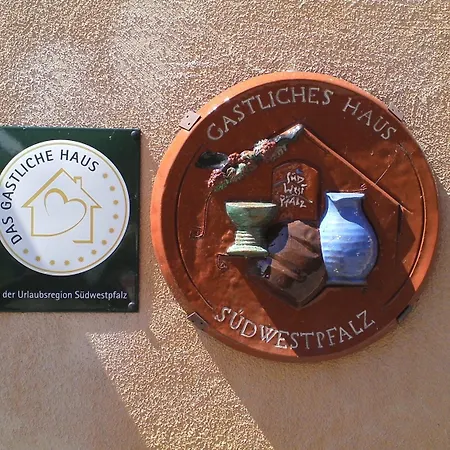 DAS GASTLICHE HAUS
der Urlaubsregion Südwestpfalz
GASTLICHES HAUS
SÜD
WEST
PFALZ
SÜDWESTPFALZ